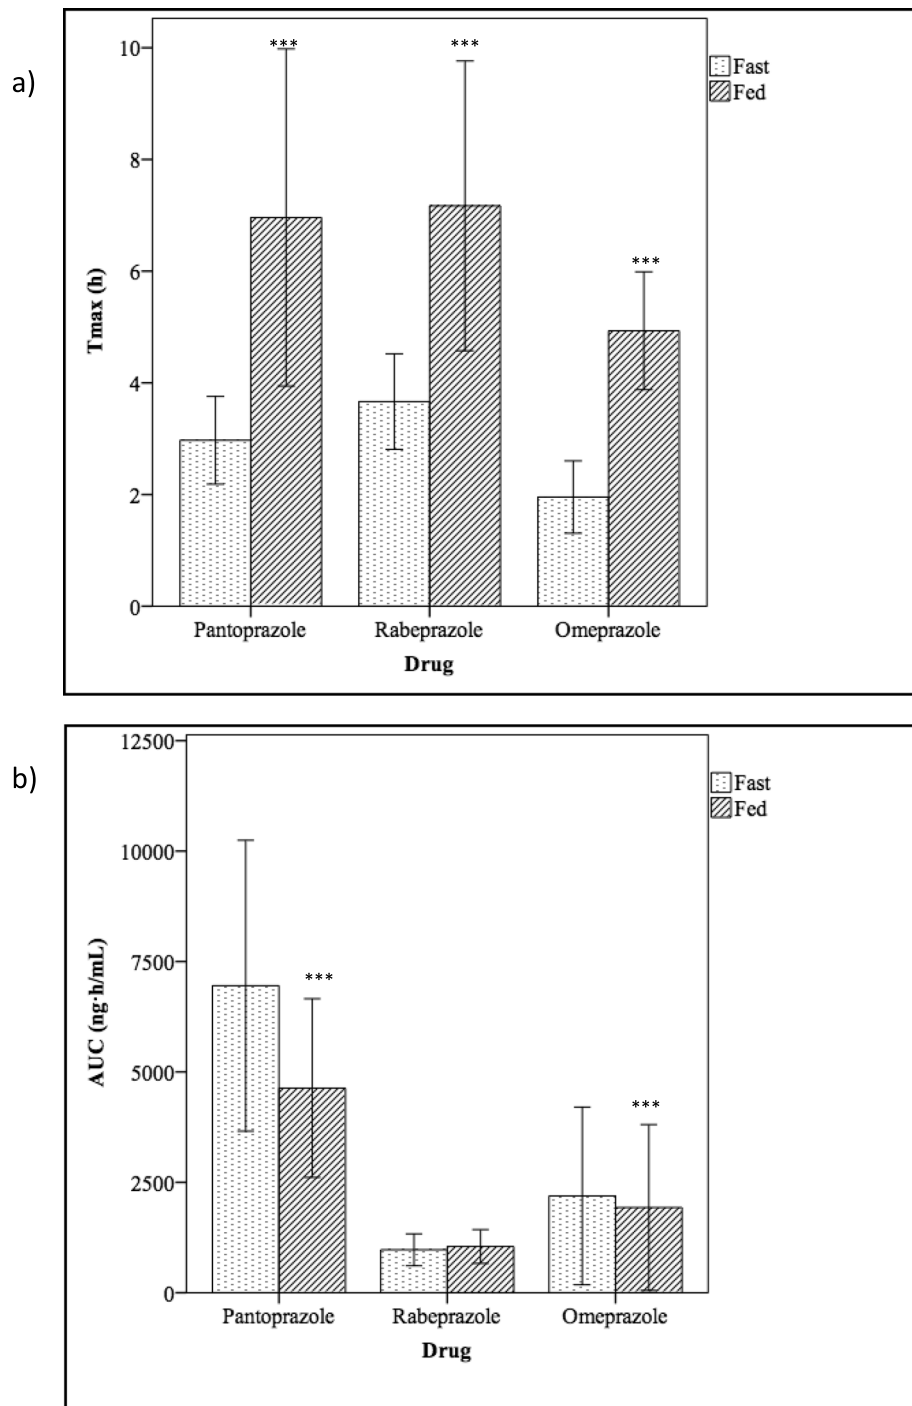 a)
*** ***
10
Fast
Fed
8
6
***
4
2
0
Tmax (h)
Pantoprazole Rabeprazole Omeprazole
Drug
b)
12500
Fast
Fed
10000
7500
***
5000
***
2500
0
AUC (ng·h/mL)
Pantoprazole Rabeprazole Omeprazole
Drug